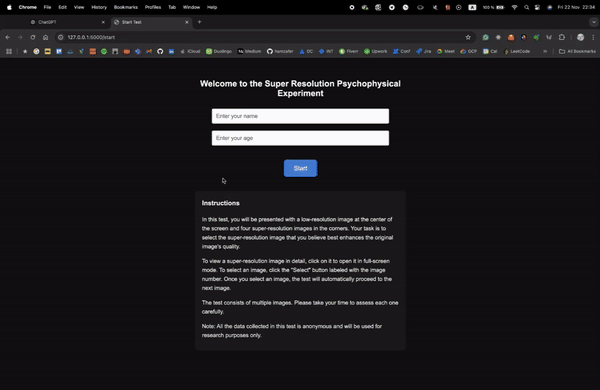 Chrome File Edit View History Bookmarks Profiles Tab Window Help
100 %
Fri 22 Nov 22:34
ChatGPT
Start Test
127.0.0.1:5000/start
iCloud
Duolingo
Medium
DC
INT
Fiverr
Upwork
Conf
Jira
Meet
GCP
Cal
LeetCode
All Bookmarks
Welcome to the Super Resolution Psychophysical
Experiment
Enter your name
Enter your age
Start
Instructions
In this test, you will be presented with a low-resolution image at the center of
the screen and four super-resolution images in the corners. Your task is to
select the super-resolution image that you believe best enhances the original
image's quality.
To view a super-resolution image in detail, click on it to open it in full-screen
mode. To select an image, click the "Select" button labeled with the image
number. Once you select an image, the test will automatically proceed to the
next image.
The test consists of multiple images. Please take your time to assess each one
carefully.
Note: All the data collected in this test is anonymous and will be used for
research purposes only.